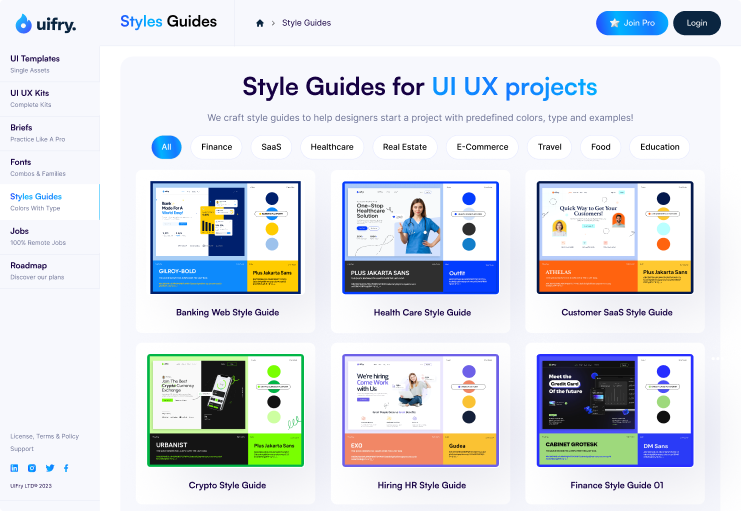 uifry.
Styles Guides
Style Guides
Join Pro
Login
UI Templates
Single Assets
UI UX Kits
Complete Kits
Briefs
Practice Like A Pro
Fonts
Combos & Families
Styles Guides
Colors With Type
Jobs
100% Remote Jobs
Roadmap
Discover our plans
License, Terms & Policy
Support
UiFry LTD® 2023
Style Guides for UI UX projects
We craft style guides to help designers start a project with predefined colors, type and examples!
All
Finance
SaaS
Healthcare
Real Estate
E-Commerce
Travel
Food
Education
Bank
Made For A
World Easy!
GILROY-BOLD
Plus Jakarta Sans
Banking Web Style Guide
One-Stop
Healthcare
Solution
PLUS JAKARTA SANS
Outfit
Health Care Style Guide
Quick Way to Get Your
Customers!
ATHELAS
Plus Jakarta Sans
Customer SaaS Style Guide
Join The Best
Crypto Currency
Exchange
URBANIST
Plus Jakarta Sans
Crypto Style Guide
We're hiring
Come Work
with Us
EXO
Gudea
Hiring HR Style Guide
Meet the
Credit Card
Of the future
CABINET GROTESK
DM Sans
Finance Style Guide 01